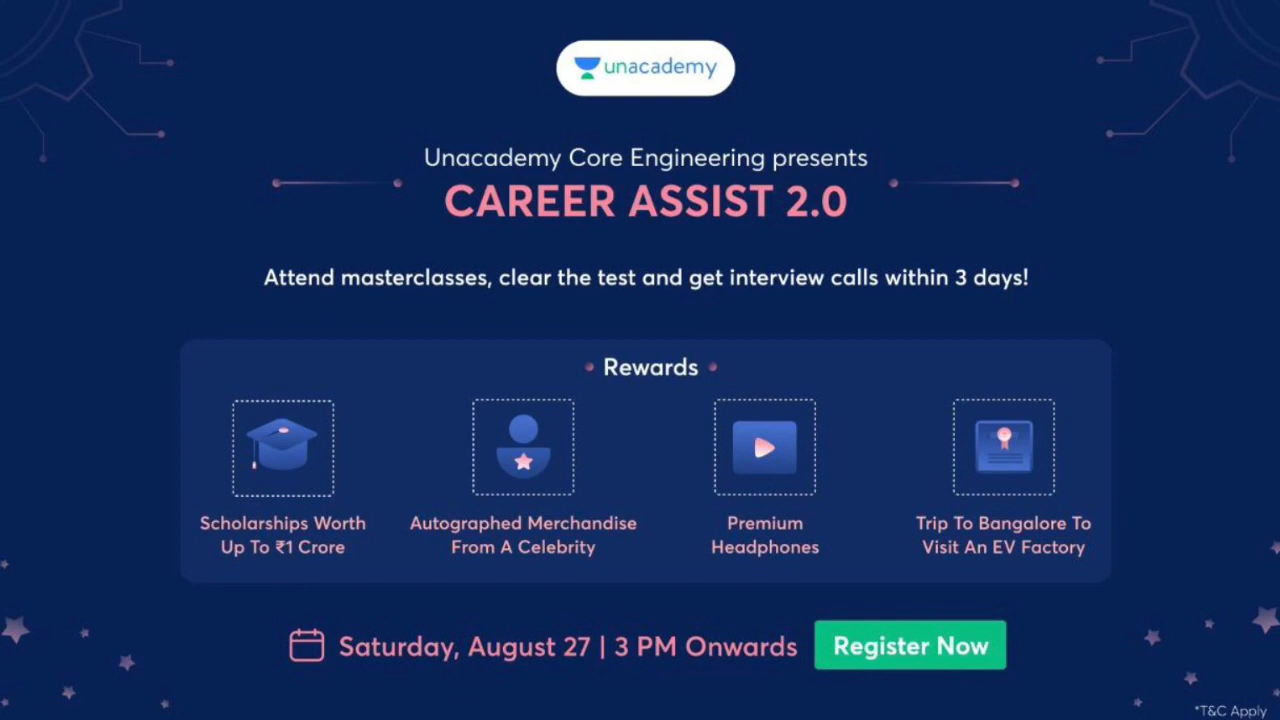 unacademy
Unacademy Core Engineering presents
CAREER ASSIST 2.0
Attend masterclasses, clear the test and get interview calls within 3 days!
Rewards
Scholarships Worth
Up To ₹1 Crore
Autographed Merchandise
From A Celebrity
Premium
Headphones
Trip To Bangalore To
Visit An EV Factory
Saturday, August 27 | 3 PM Onwards
Register Now
*T&C Apply